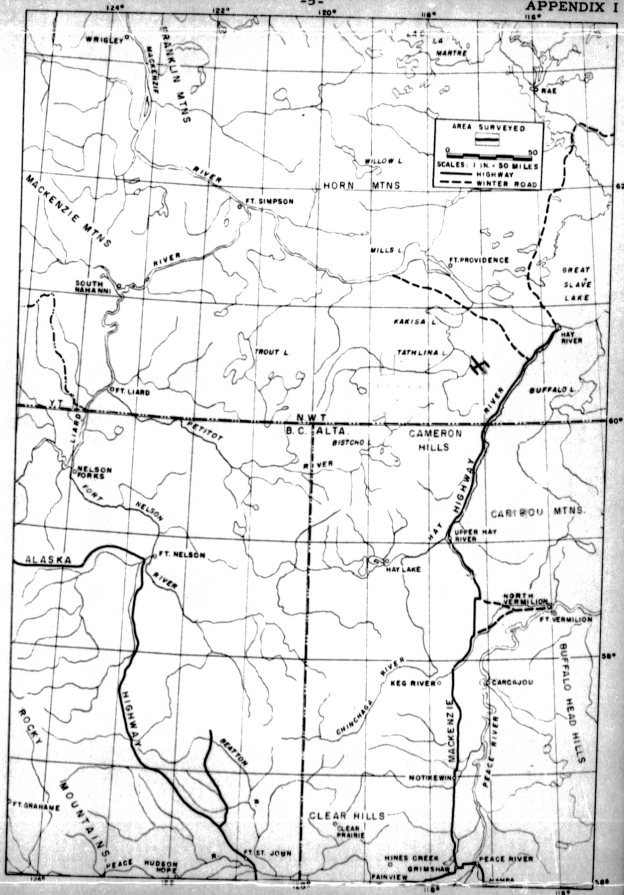 -5-
APPENDIX I
124°
122°
120°
118°
116°
WRIGLEY
FRANKLIN MTNS
MACKENZIE
LAC
LA
MARTRE
RAE
AREA SURVEYED
0 50
SCALES: 1 IN. = 50 MILES
HIGHWAY
WINTER ROAD
WILLOW L.
HORN MTNS
62
RIVER
FT. SIMPSON
MACKENZIE MTNS
MILLS L.
FT. PROVIDENCE
RIVER
SOUTH
NAHANNI
GREAT
SLAVE
LAKE
KAKISA L.
HAY
RIVER
TROUT L.
TATHLINA L.
BUFFALO L.
RIVER
FT. LIARD
Y.T.
N.W.T.
60°
LIARD
PETITOT
B.C. ALTA.
BISTCHO L.
CAMERON
HILLS
RIVER
NELSON
FORKS
FORT NELSON
HIGHWAY
CARIBOU MTNS.
HAY
UPPER HAY
RIVER
ALASKA
FT. NELSON
RIVER
HAY LAKE
NORTH
VERMILION
FT. VERMILION
58°
RIVER
KEG RIVER
CARCAJOU
BUFFALO HEAD HILLS
CHINCHAGA
HIGHWAY
MACKENZIE
PEACE RIVER
ROCKY
MOUNTAINS
BEATTON
R.
NOTIKEWIN
FT. GRAHAME
CLEAR HILLS
CLEAR
PRAIRIE
PEACE
HUDSON
HOPE
R.
FT. ST. JOHN
HINES CREEK
FAIRVIEW
GRIMSHAW
PEACE RIVER
124°
120°
118°
116°